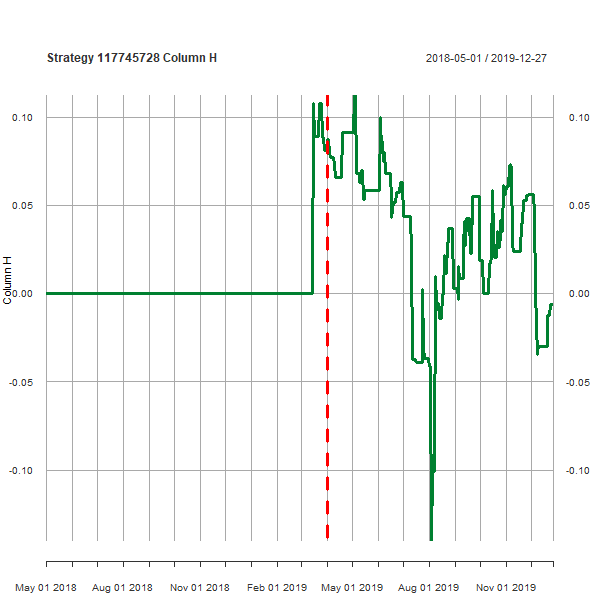 Strategy 117745728 Column H
2018-05-01 / 2019-12-27
0.10 0.10
0.05 0.05
Column H
0.00 0.00
-0.05 -0.05
-0.10 -0.10
May 01 2018 Aug 01 2018 Nov 01 2018 Feb 01 2019 May 01 2019 Aug 01 2019 Nov 01 2019